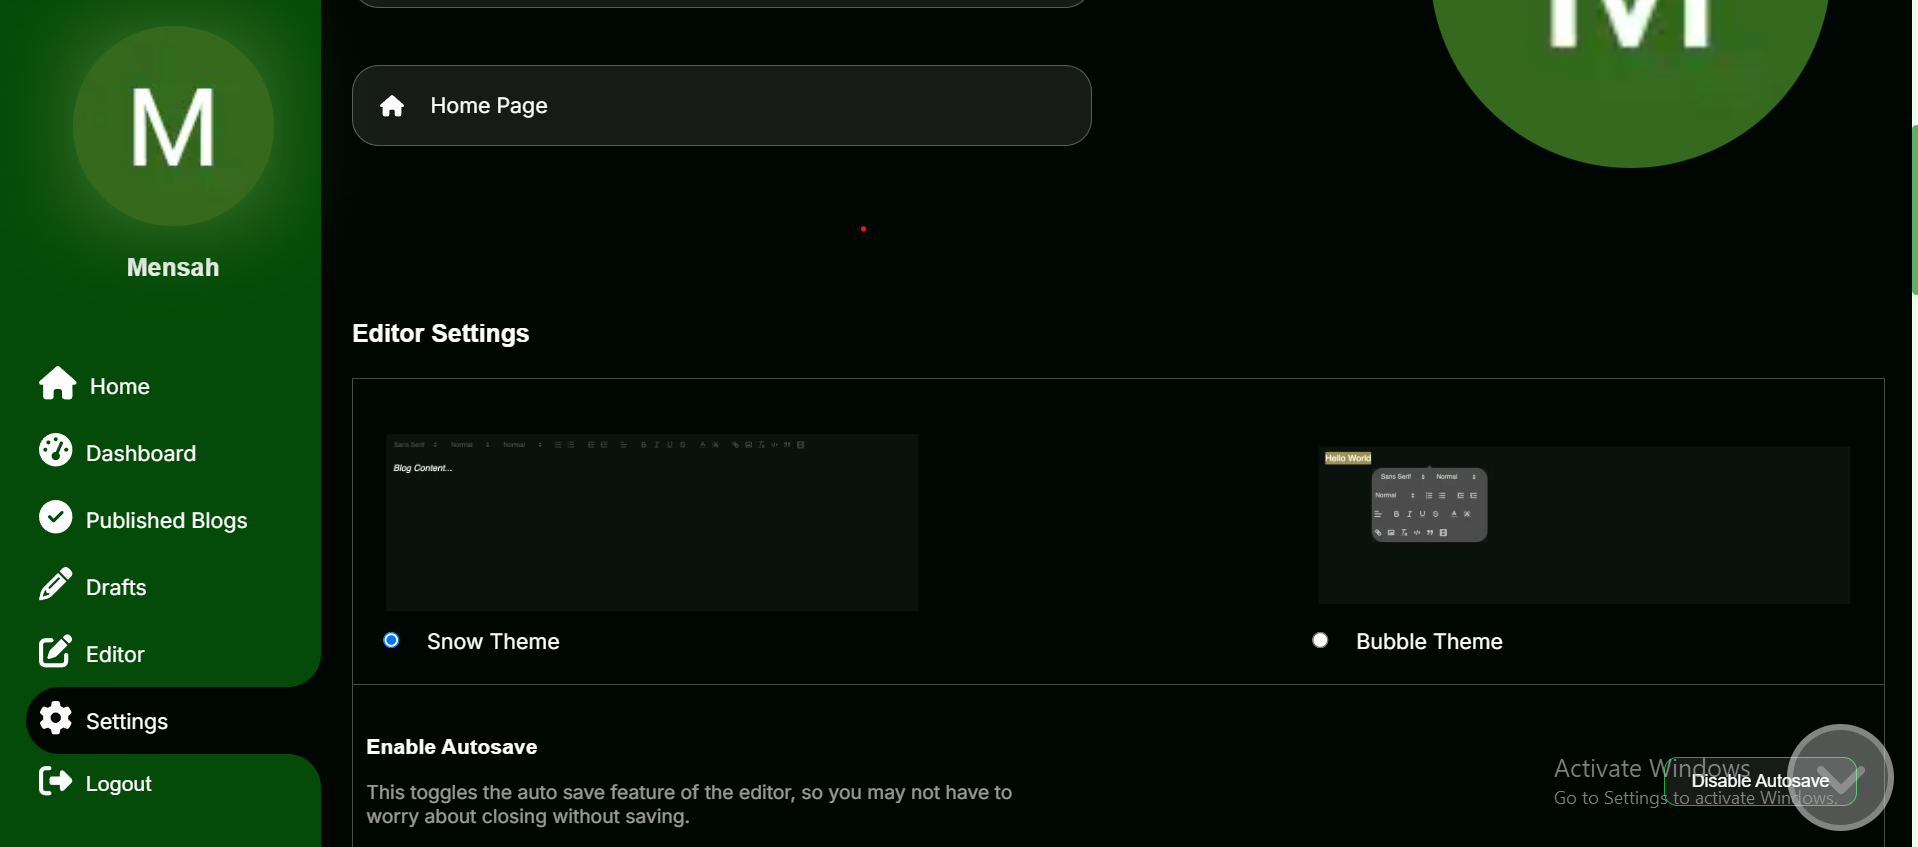 M
Mensah
Home
Dashboard
Published Blogs
Drafts
Editor
Settings
Logout
M
Home Page
Editor Settings
Sans Serif Normal Normal
Blog Content...
Snow Theme
Hello World
Sans Serif Normal
Normal
Bubble Theme
Enable Autosave
This toggles the auto save feature of the editor, so you may not have to
worry about closing without saving.
Disable Autosave
Activate Windows
Go to Settings to activate Windows.